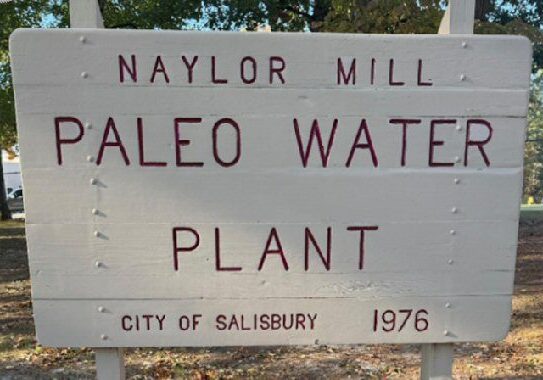 NAYLOR MILL
PALEO WATER
PLANT
CITY OF SALISBURY 1976